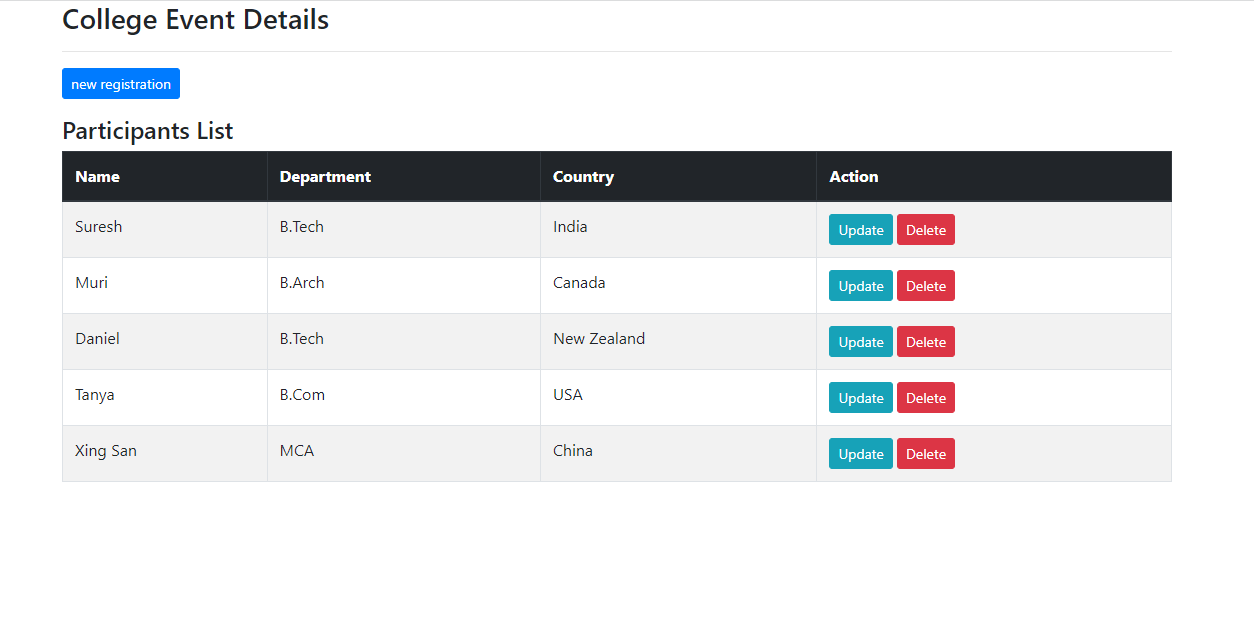 College Event Details
new registration
Participants List
Name Department Country Action
Suresh B.Tech India Update Delete
Muri B.Arch Canada Update Delete
Daniel B.Tech New Zealand Update Delete
Tanya B.Com USA Update Delete
Xing San MCA China Update Delete